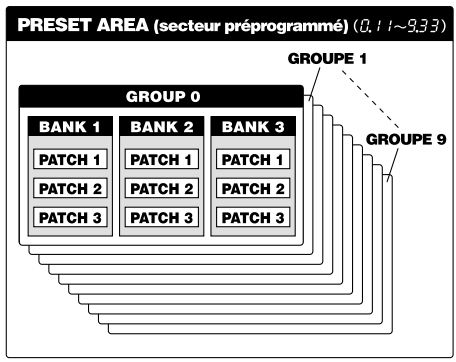 PRESET AREA (secteur préprogrammé) (0.11~9.33)
GROUPE 1
GROUP 0
GROUPE 9
BANK 1 BANK 2 BANK 3
PATCH 1 PATCH 1 PATCH 1
PATCH 2 PATCH 2 PATCH 2
PATCH 3 PATCH 3 PATCH 3